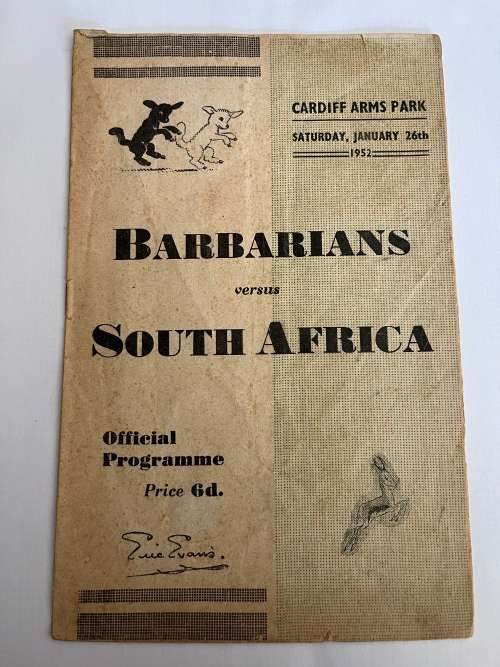 CARDIFF ARMS PARK
SATURDAY, JANUARY 26th
1952
BARBARIANS
versus
SOUTH AFRICA
Official
Programme
Price 6d.
Eric Evans.